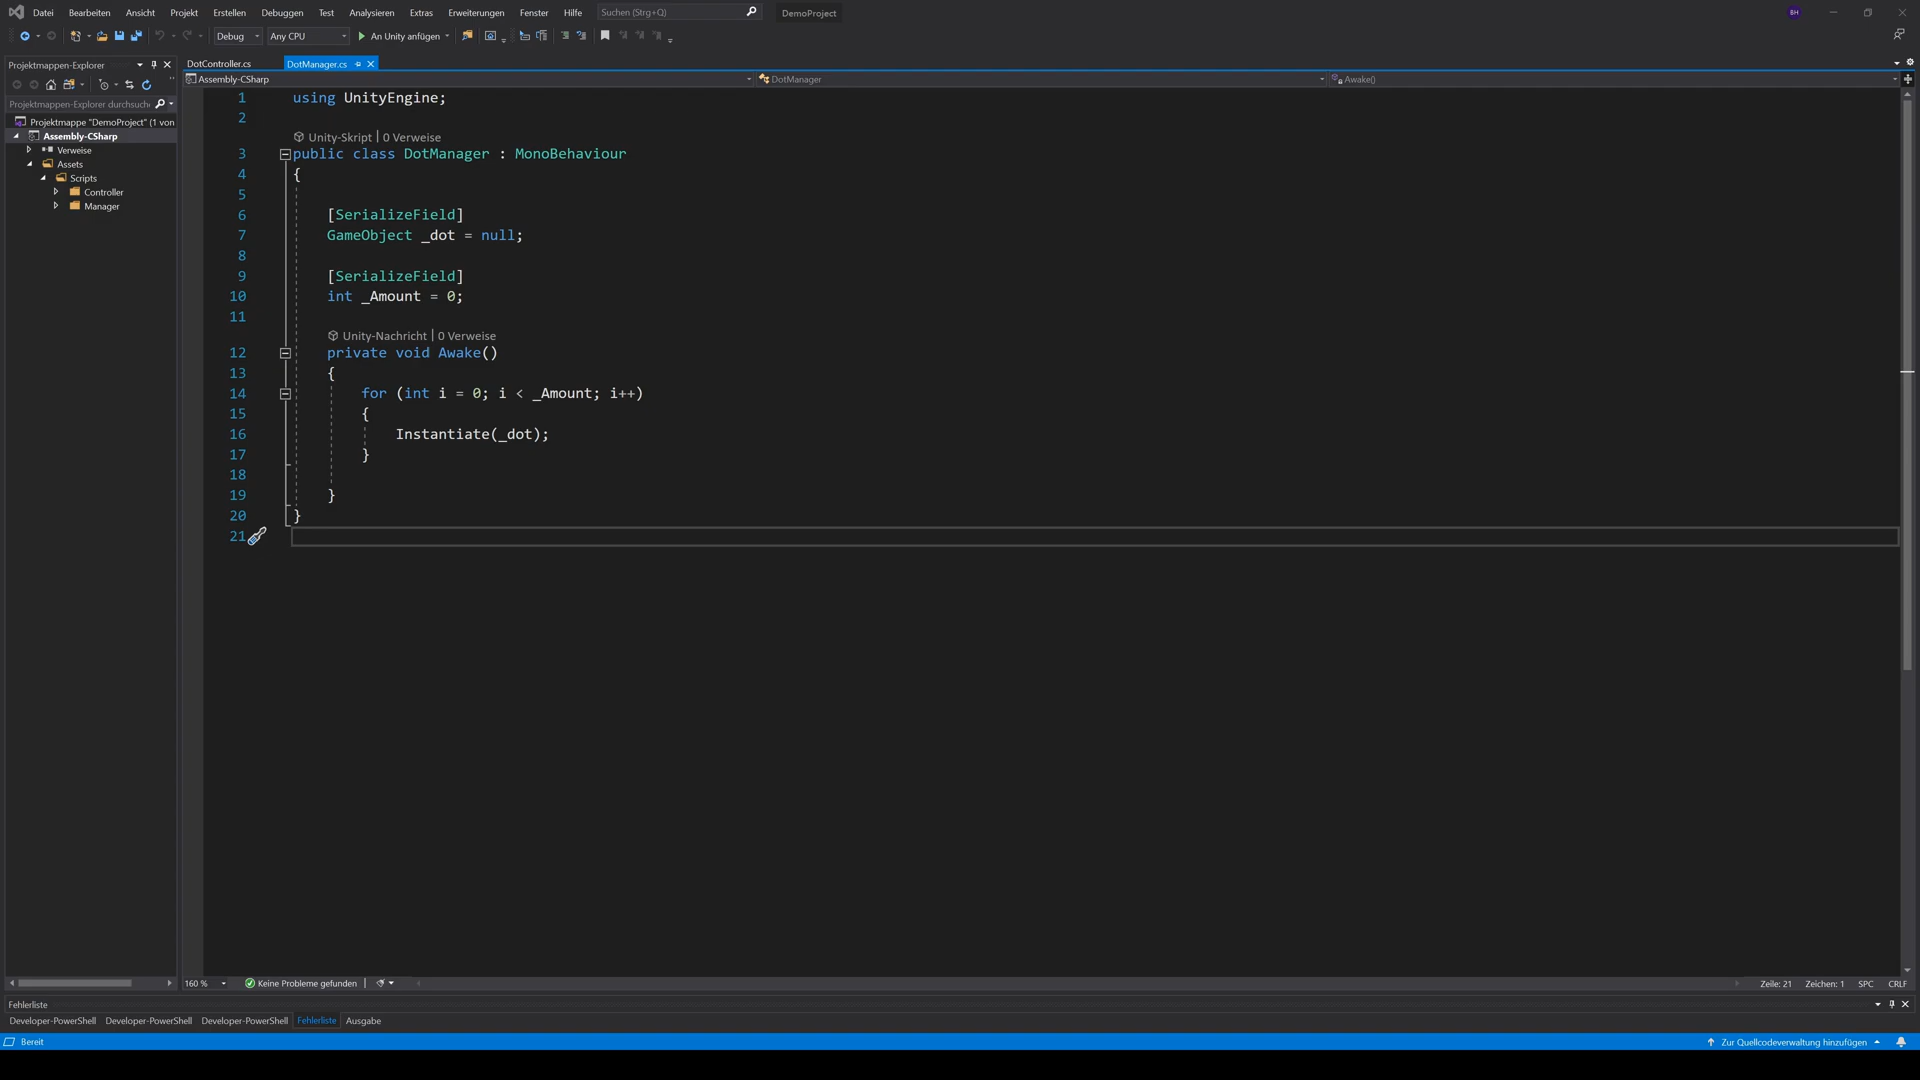 Datei Bearbeiten Ansicht Projekt Erstellen Debuggen Test Analysieren Extras Erweiterungen Fenster Hilfe Suchen (Strg+Q) DemoProject BH
Debug Any CPU An Unity anfügen
Projektmappen-Explorer
DotController.cs DotManager.cs
Assembly-CSharp DotManager Awake()
Projektmappen-Explorer durchsuche
Projektmappe "DemoProject" (1 von
Assembly-CSharp
Verweise
Assets
Scripts
Controller
Manager
1 using UnityEngine;
2
Unity-Skript | 0 Verweise
3 public class DotManager : MonoBehaviour
4 {
5
6 [SerializeField]
7 GameObject _dot = null;
8
9 [SerializeField]
10 int _Amount = 0;
11
Unity-Nachricht | 0 Verweise
12 private void Awake()
13 {
14 for (int i = 0; i < _Amount; i++)
15 {
16 Instantiate(_dot);
17 }
18
19 }
20 }
21
160 % Keine Probleme gefunden Zeile: 21 Zeichen: 1 SPC CRLF
Fehlerliste
Developer-PowerShell Developer-PowerShell Developer-PowerShell Fehlerliste Ausgabe
Bereit Zur Quellcodeverwaltung hinzufügen